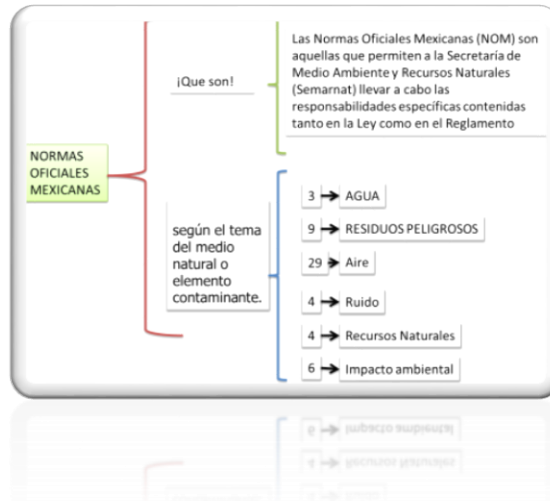 NORMAS
OFICIALES
MEXICANAS
¡Que son!
Las Normas Oficiales Mexicanas (NOM) son
aquellas que permiten a la Secretaría de
Medio Ambiente y Recursos Naturales
(Semarnat) llevar a cabo las
responsabilidades específicas contenidas
tanto en la Ley como en el Reglamento
según el tema
del medio
natural o
elemento
contaminante.
3 AGUA
9 RESIDUOS PELIGROSOS
29 Aire
4 Ruido
4 Recursos Naturales
6 Impacto ambiental